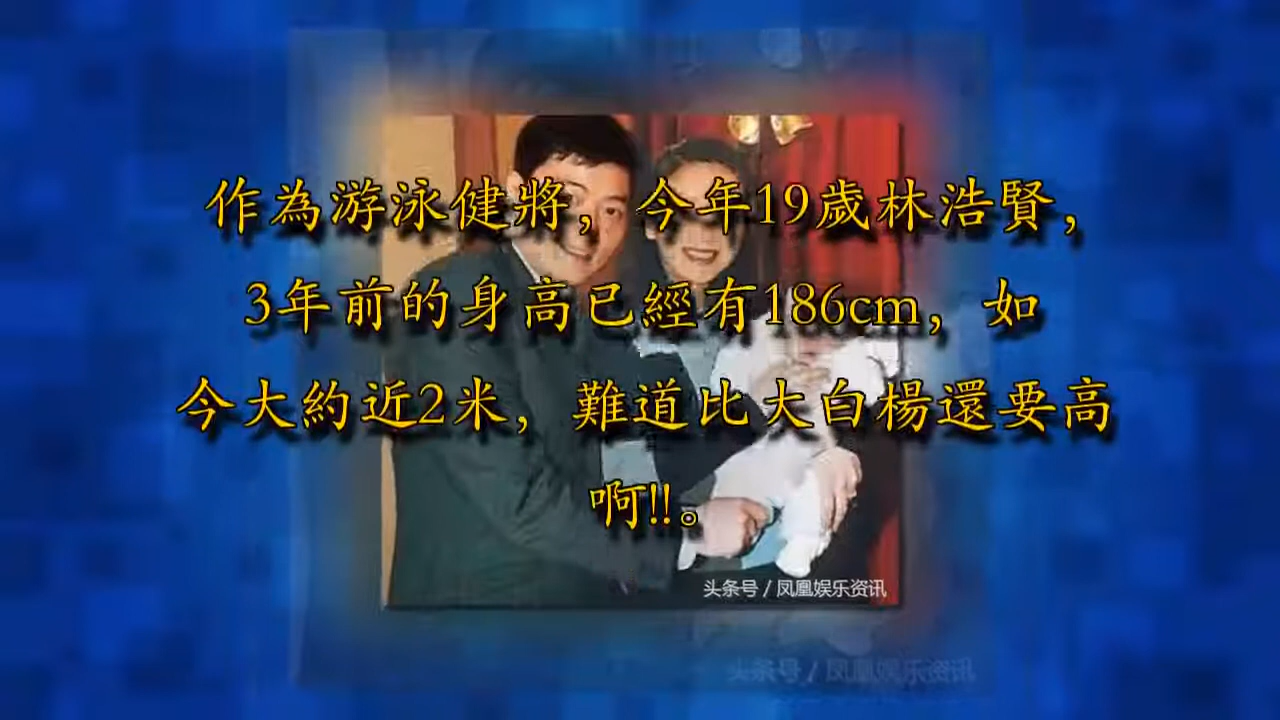 作為游泳健將，今年19歲林浩賢，
3年前的身高已經有186cm，如
今大約近2米，難道比大白楊還要高
啊!!。
头条号 / 凤凰娱乐资讯
头条号 / 凤凰娱乐资讯